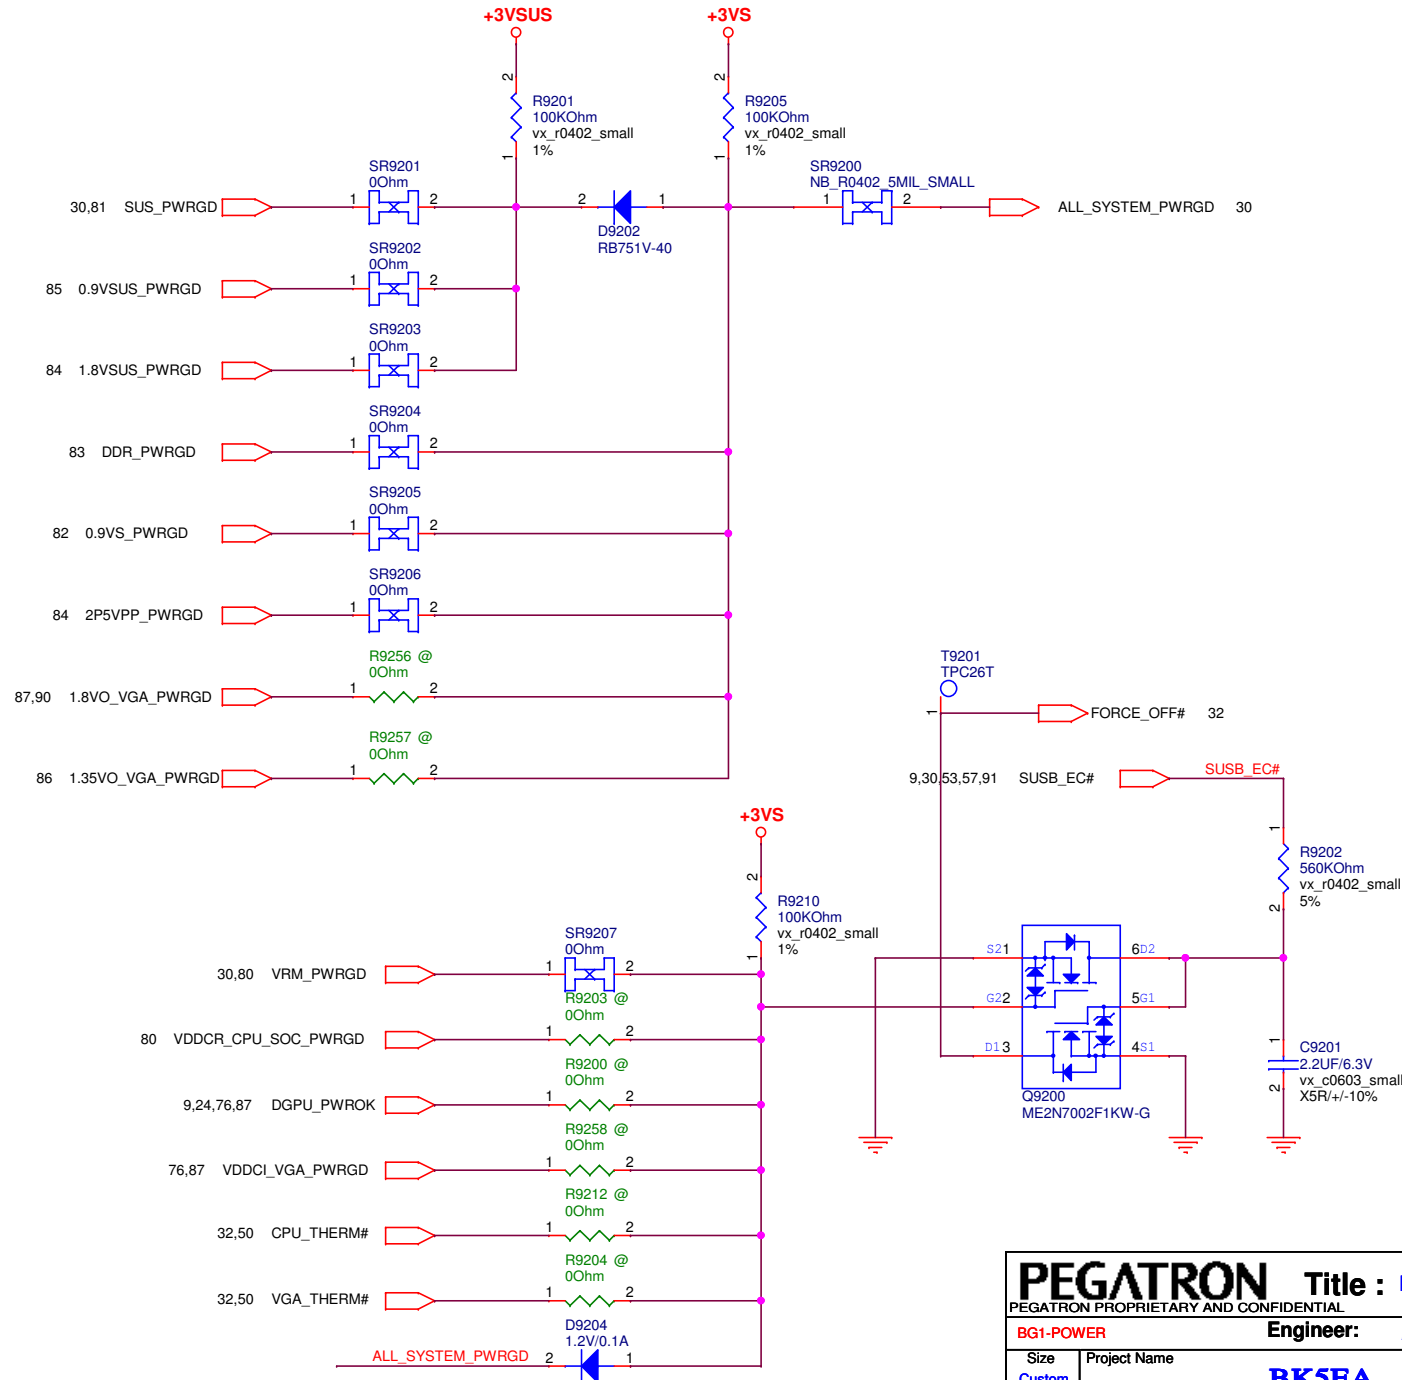 +3VSUS
+3VS
2
R9201
100KOhm
vx_r0402_small
1%
1
2
R9205
100KOhm
vx_r0402_small
1%
1
30,81 SUS_PWRGD
SR9201
0Ohm
1 2
2 1
D9202
RB751V-40
SR9200
NB_R0402_5MIL_SMALL
1 2
ALL_SYSTEM_PWRGD 30
85 0.9VSUS_PWRGD
SR9202
0Ohm
1 2
84 1.8VSUS_PWRGD
SR9203
0Ohm
1 2
83 DDR_PWRGD
SR9204
0Ohm
1 2
82 0.9VS_PWRGD
SR9205
0Ohm
1 2
84 2P5VPP_PWRGD
SR9206
0Ohm
1 2
87,90 1.8VO_VGA_PWRGD
R9256 @
0Ohm
1 2
86 1.35VO_VGA_PWRGD
R9257 @
0Ohm
1 2
T9201
TPC26T
1
FORCE_OFF# 32
9,30,53,57,91 SUSB_EC#
SUSB_EC#
1
R9202
560KOhm
vx_r0402_small
5%
2
+3VS
2
R9210
100KOhm
vx_r0402_small
1%
1
30,80 VRM_PWRGD
SR9207
0Ohm
1 2
80 VDDCR_CPU_SOC_PWRGD
R9203 @
0Ohm
1 2
9,24,76,87 DGPU_PWROK
R9200 @
0Ohm
1 2
76,87 VDDCI_VGA_PWRGD
R9258 @
0Ohm
1 2
32,50 CPU_THERM#
R9212 @
0Ohm
1 2
32,50 VGA_THERM#
R9204 @
0Ohm
1 2
D9204
1.2V/0.1A
ALL_SYSTEM_PWRGD 2 1
S2 1 6 D2
G2 2 5 G1
D1 3 4 S1
Q9200
ME2N7002F1KW-G
1
C9201
2.2UF/6.3V
vx_c0603_small
X5R/+/-10%
2
PEGATRON Title :
PEGATRON PROPRIETARY AND CONFIDENTIAL
BG1-POWER Engineer:
Size Project Name
Custom BK5EA